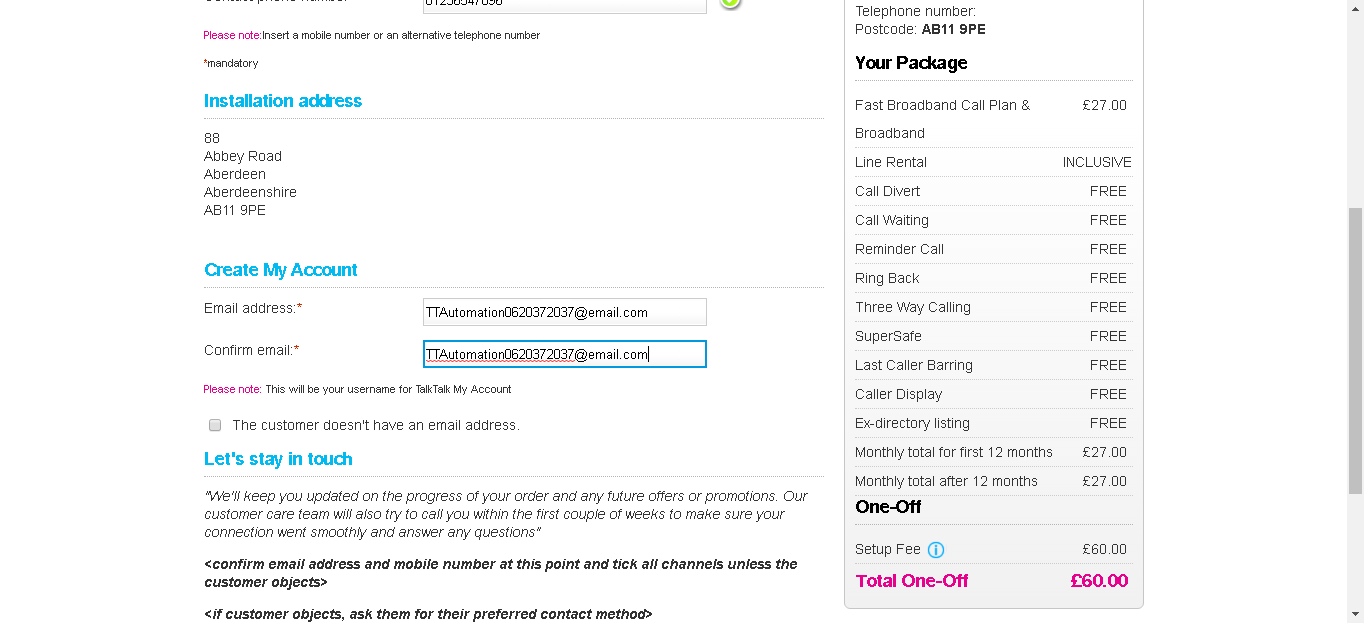 01256547896
Please note:Insert a mobile number or an alternative telephone number
*mandatory
Installation address
88
Abbey Road
Aberdeen
Aberdeenshire
AB11 9PE
Create My Account
Email address:*
TTAutomation0620372037@email.com
Confirm email:*
TTAutomation0620372037@email.com
Please note: This will be your username for TalkTalk My Account
The customer doesn't have an email address.
Let's stay in touch
"We'll keep you updated on the progress of your order and any future offers or promotions. Our
customer care team will also try to call you within the first couple of weeks to make sure your
connection went smoothly and answer any questions"
<confirm email address and mobile number at this point and tick all channels unless the
customer objects>
<if customer objects, ask them for their preferred contact method>
Telephone number:
Postcode: AB11 9PE
Your Package
Fast Broadband Call Plan & £27.00
Broadband
Line Rental INCLUSIVE
Call Divert FREE
Call Waiting FREE
Reminder Call FREE
Ring Back FREE
Three Way Calling FREE
SuperSafe FREE
Last Caller Barring FREE
Caller Display FREE
Ex-directory listing FREE
Monthly total for first 12 months £27.00
Monthly total after 12 months £27.00
One-Off
Setup Fee £60.00
Total One-Off £60.00